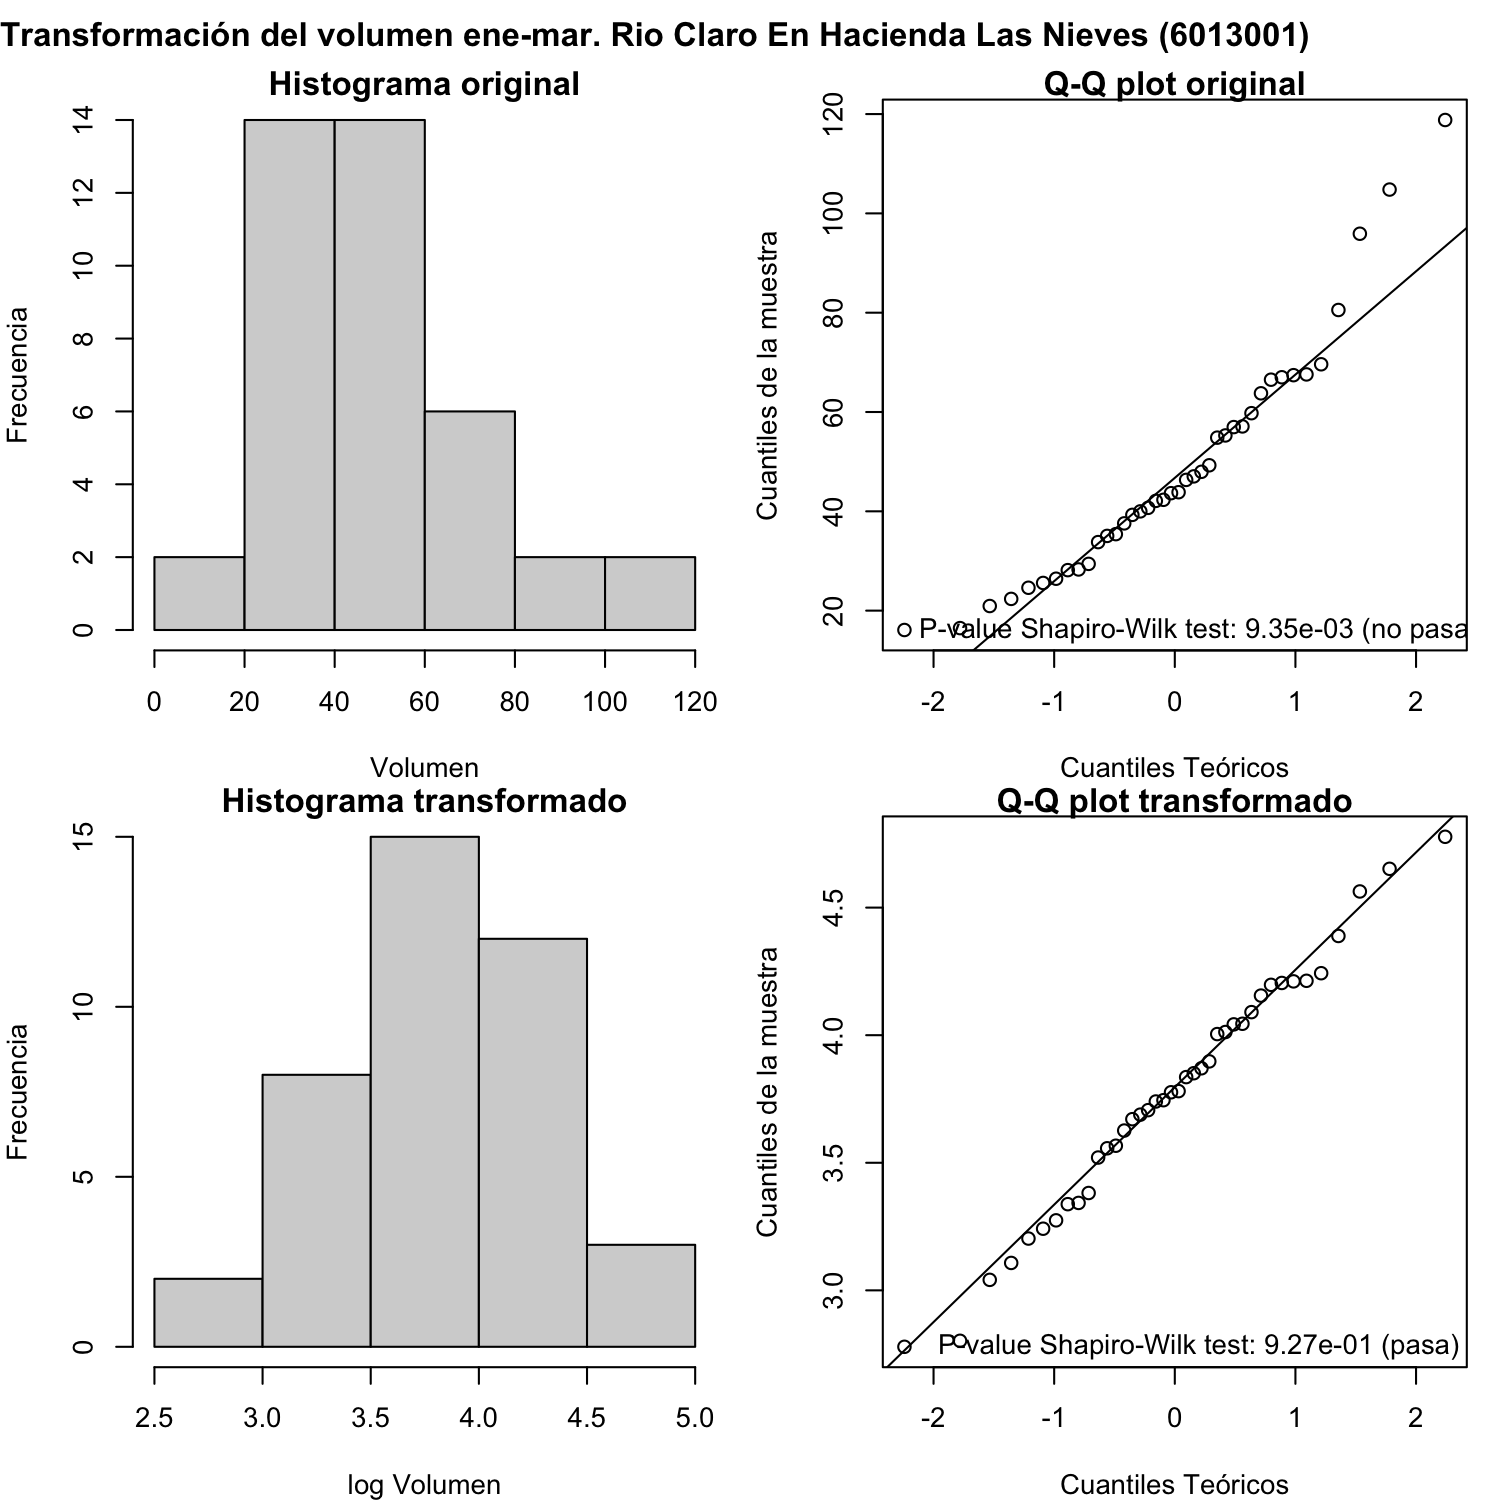 Transformación del volumen ene-mar. Rio Claro En Hacienda Las Nieves (6013001)
Histograma original
Frecuencia
14
12
10
8
6
4
2
0
0 20 40 60 80 100 120
Volumen
Q-Q plot original
Cuantiles de la muestra
120
100
80
60
40
20
P-value Shapiro-Wilk test: 9.35e-03 (no pasa
-2 -1 0 1 2
Cuantiles Teóricos
Histograma transformado
Frecuencia
15
10
5
0
2.5 3.0 3.5 4.0 4.5 5.0
log Volumen
Q-Q plot transformado
Cuantiles de la muestra
4.5
4.0
3.5
3.0
P-value Shapiro-Wilk test: 9.27e-01 (pasa)
-2 -1 0 1 2
Cuantiles Teóricos